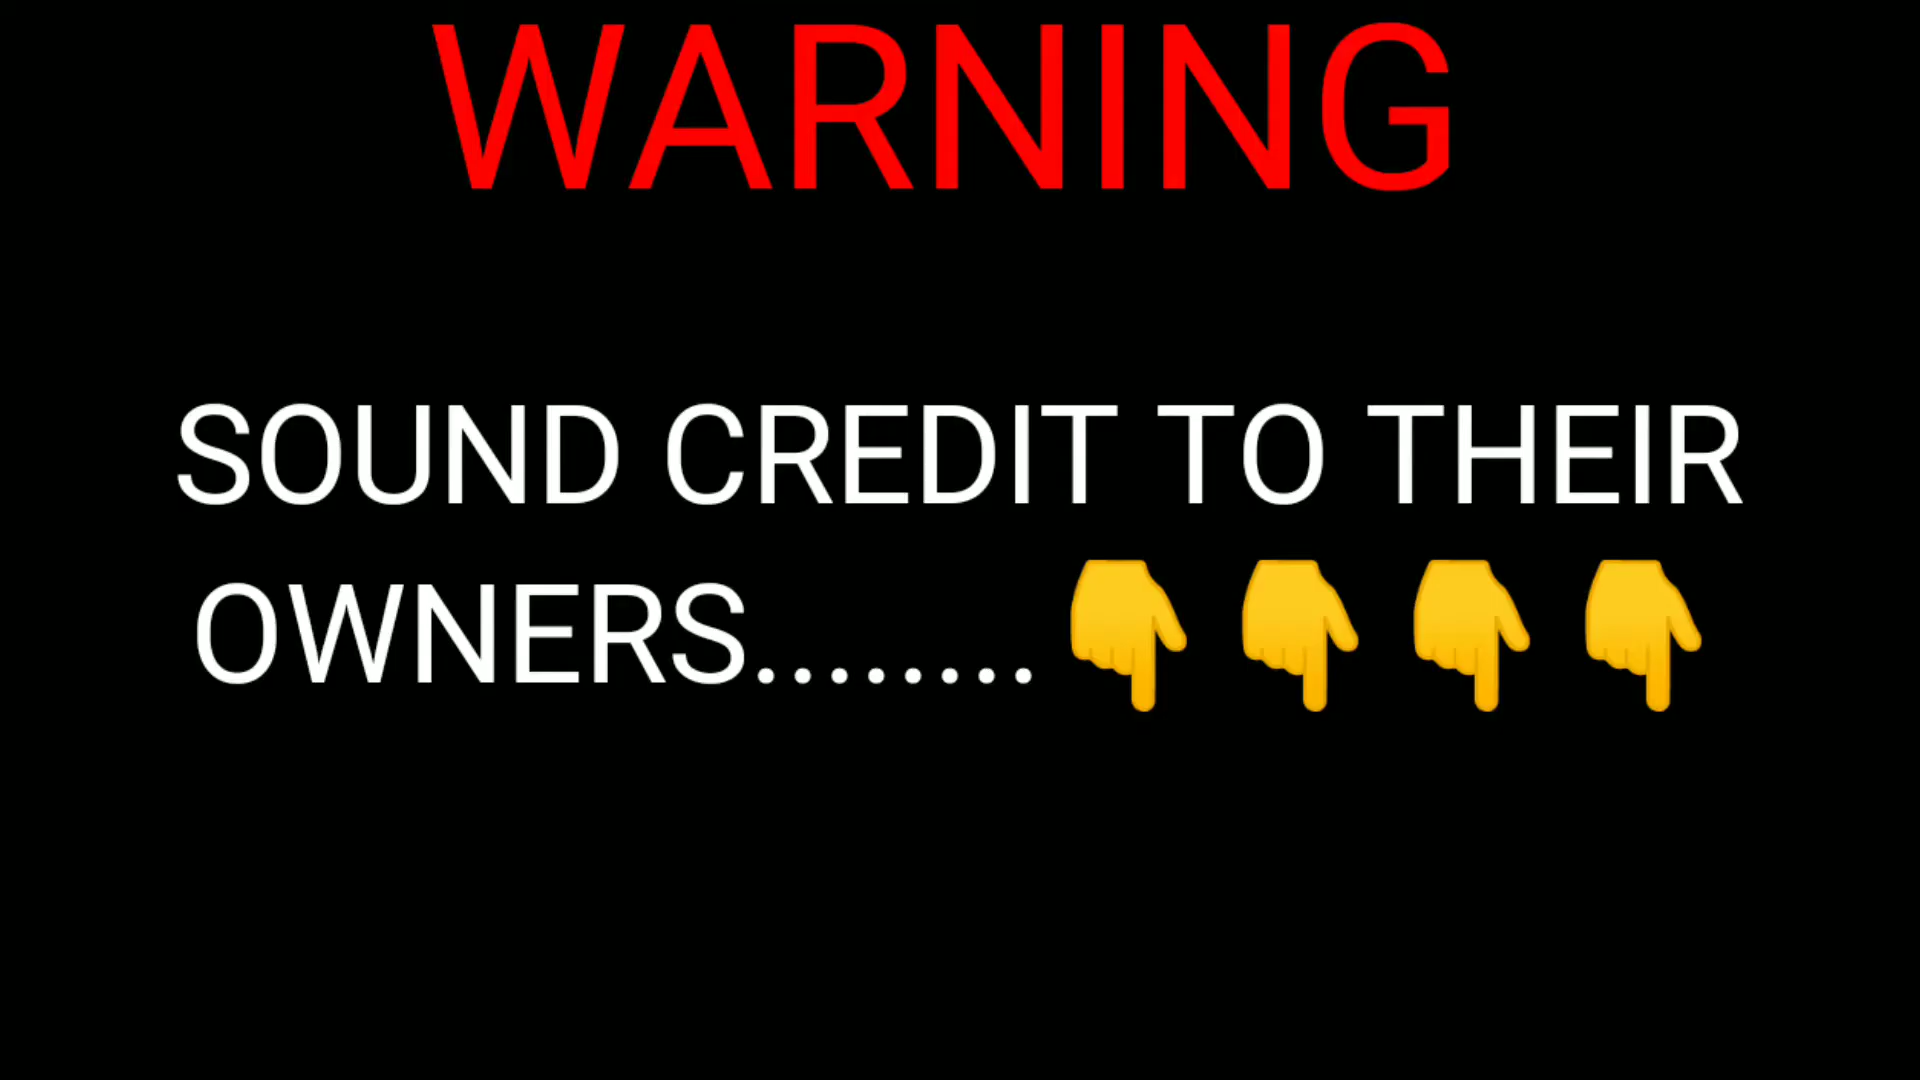 WARNING
SOUND CREDIT TO THEIR
OWNERS........👇👇👇👇